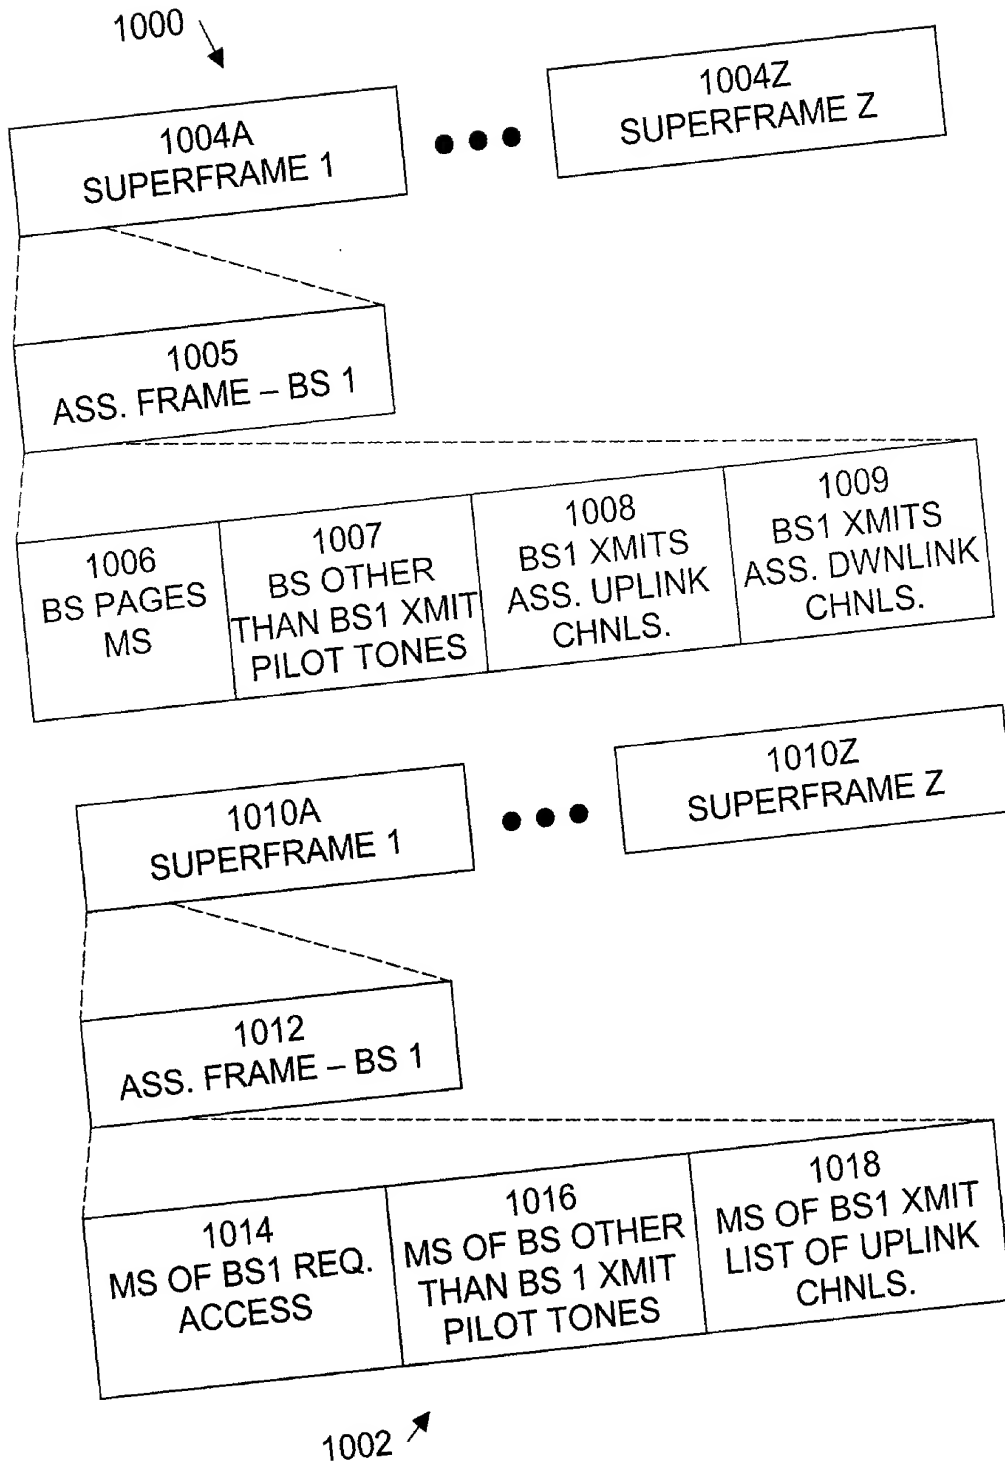 1000
1004A
SUPERFRAME 1
1004Z
SUPERFRAME Z
1005
ASS. FRAME – BS 1
1006
BS PAGES
MS
1007
BS OTHER
THAN BS1 XMIT
PILOT TONES
1008
BS1 XMITS
ASS. UPLINK
CHNLS.
1009
BS1 XMITS
ASS. DWNLINK
CHNLS.
1010A
SUPERFRAME 1
1010Z
SUPERFRAME Z
1012
ASS. FRAME – BS 1
1014
MS OF BS1 REQ.
ACCESS
1016
MS OF BS OTHER
THAN BS 1 XMIT
PILOT TONES
1018
MS OF BS1 XMIT
LIST OF UPLINK
CHNLS.
1002